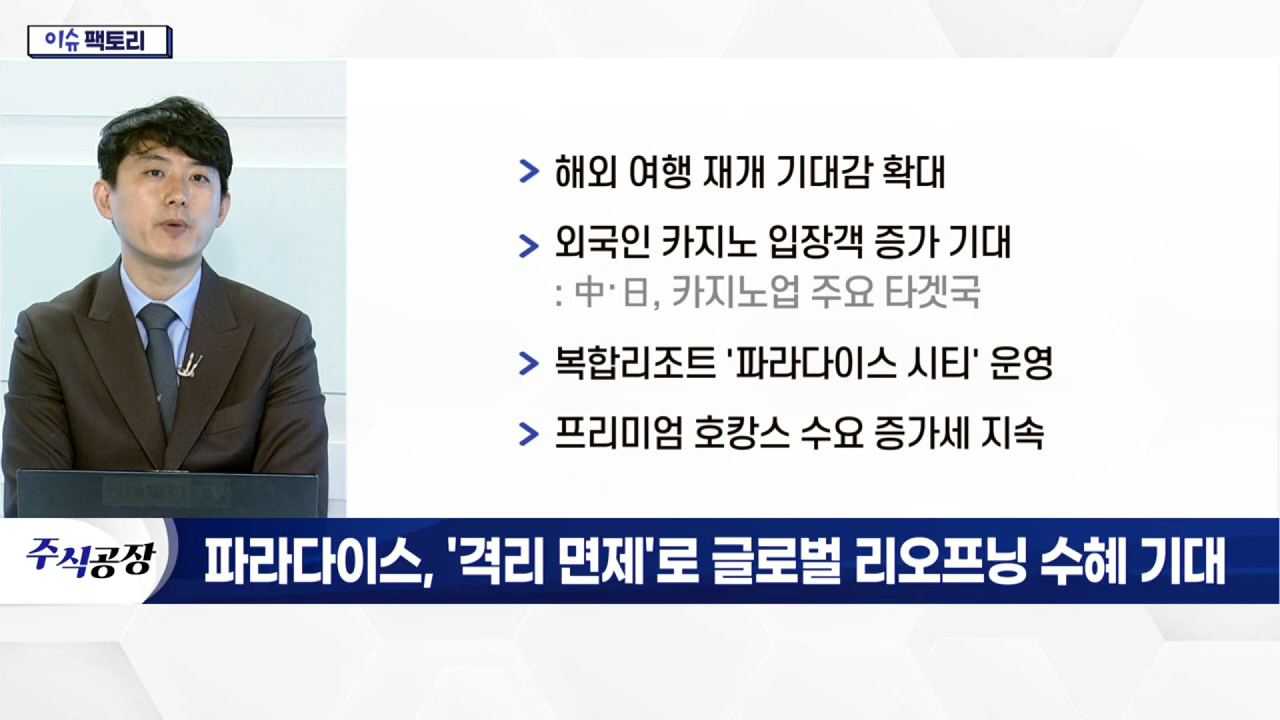 이슈 팩토리
> 해외 여행 재개 기대감 확대
> 외국인 카지노 입장객 증가 기대
: 中·日, 카지노업 주요 타겟국
> 복합리조트 '파라다이스 시티' 운영
> 프리미엄 호캉스 수요 증가세 지속
주식공장
파라다이스, '격리 면제'로 글로벌 리오프닝 수혜 기대